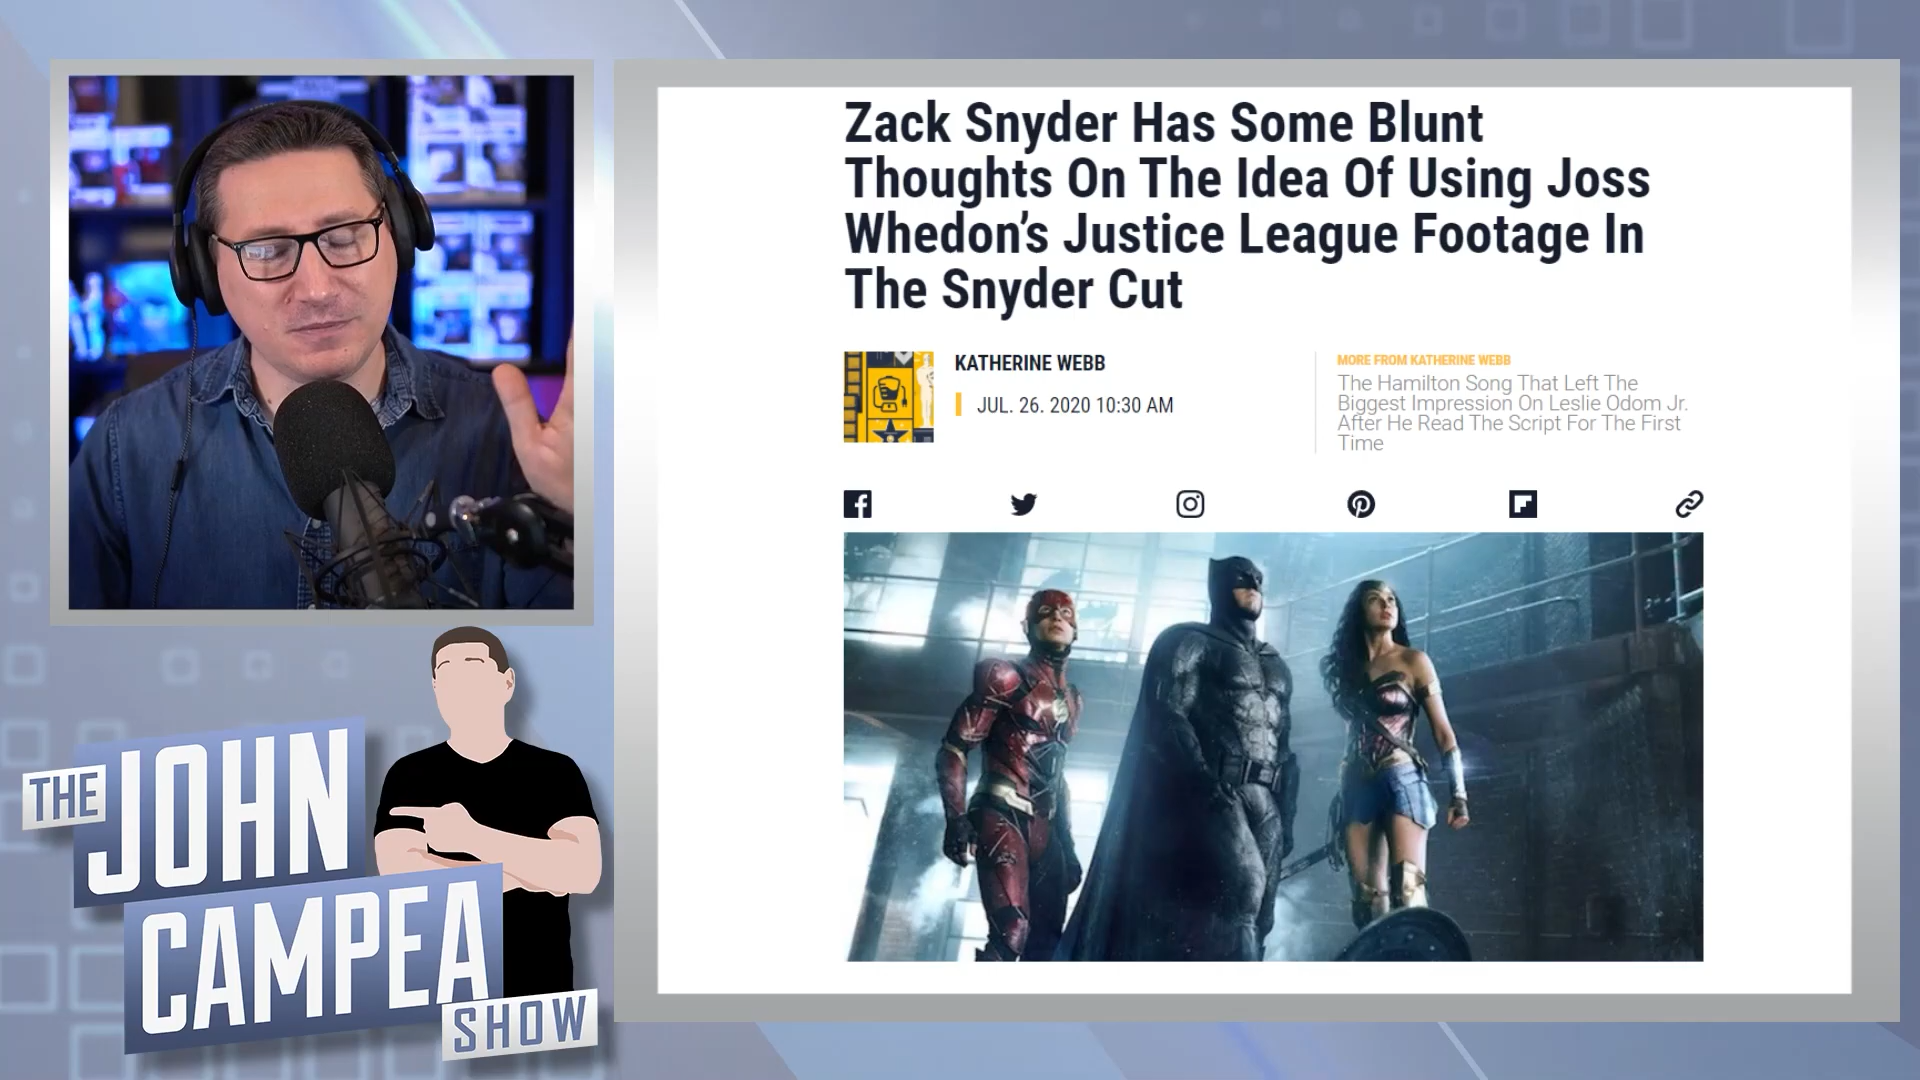 Zack Snyder Has Some Blunt
Thoughts On The Idea Of Using Joss
Whedon’s Justice League Footage In
The Snyder Cut
KATHERINE WEBB
JUL. 26. 2020 10:30 AM
MORE FROM KATHERINE WEBB
The Hamilton Song That Left The
Biggest Impression On Leslie Odom Jr.
After He Read The Script For The First
Time
THE
JOHN
CAMPEA
SHOW